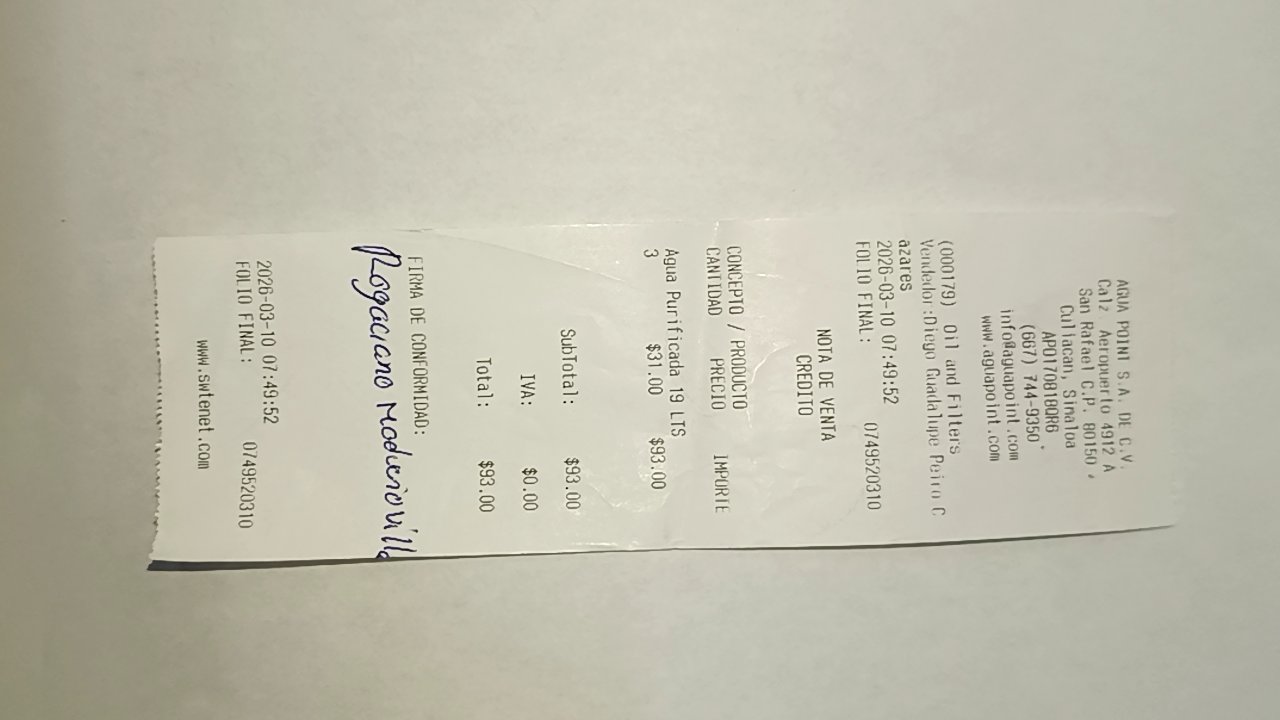 AGUA POINT S.A. DE C.V.
Calz Aeropuerto 4912 A
San Rafael C.P. 80150,
Culiacan, Sinaloa
APO170818QR6
(667) 744-9350
info@aguapoint.com
www.aguapoint.com
(000179) Oil and Filters
Vendedor:Diego Guadalupe Peiro C
azares
2026-03-10 07:49:52
FOLIO FINAL: 0749520310
NOTA DE VENTA
CREDITO
CONCEPTO / PRODUCTO
CANTIDAD PRECIO IMPORTE
Agua Purificada 19 LTS
3 $31.00 $93.00
SubTotal: $93.00
IVA: $0.00
Total: $93.00
FIRMA DE CONFORMIDAD:
Rogaciano
2026-03-10 07:49:52
FOLIO FINAL: 0749520310
www.swtenet.com